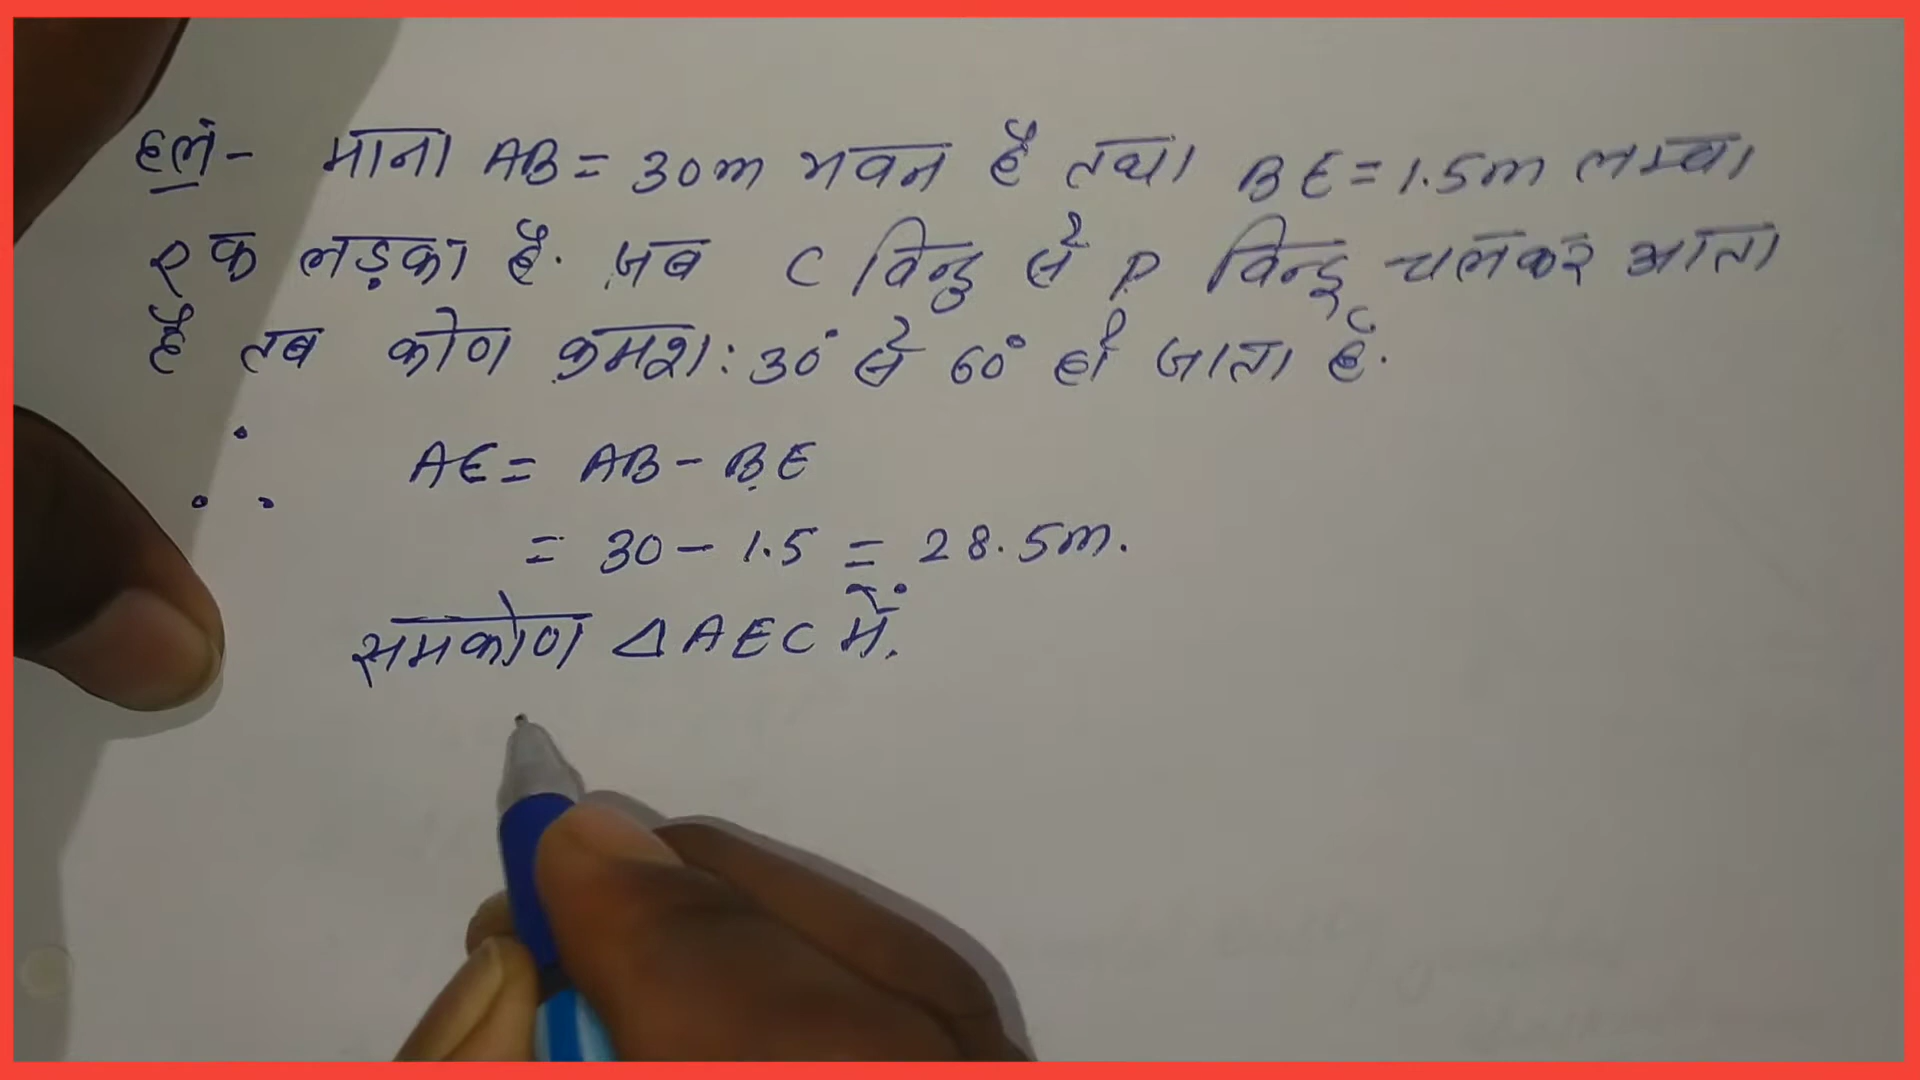 हल- माना AB = 30m भवन है तथा BE = 1.5m लम्बा
एक लड़का है. जब C विन्दु से P विन्दु चलकर आता
है तब कोण क्रमश: 30° से 60° हो जाता है.
∴ AE = AB - BE
= 30 - 1.5 = 28.5m.
समकोण ΔAEC में.